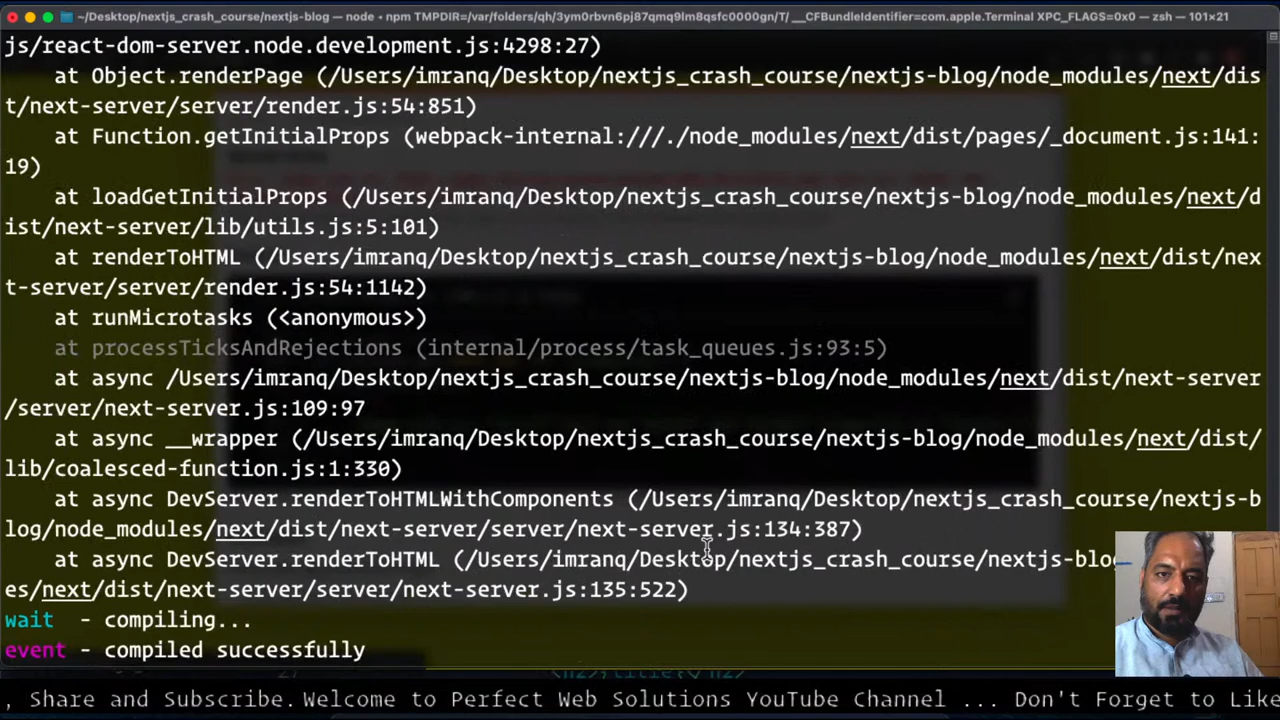 ~/Desktop/nextjs_crash_course/nextjs-blog — node ◂ npm TMPDIR=/var/folders/qh/3ym0rbvn6pj87qmq9lm8qsfc0000gn/T/ __CFBundleIdentifier=com.apple.Terminal XPC_FLAGS=0x0 — zsh — 101×21
js/react-dom-server.node.development.js:4298:27)
    at Object.renderPage (/Users/imranq/Desktop/nextjs_crash_course/nextjs-blog/node_modules/next/dis
t/next-server/server/render.js:54:851)
    at Function.getInitialProps (webpack-internal:///./node_modules/next/dist/pages/_document.js:141:
19)
    at loadGetInitialProps (/Users/imranq/Desktop/nextjs_crash_course/nextjs-blog/node_modules/next/d
ist/next-server/lib/utils.js:5:101)
    at renderToHTML (/Users/imranq/Desktop/nextjs_crash_course/nextjs-blog/node_modules/next/dist/nex
t-server/server/render.js:54:1142)
    at runMicrotasks (<anonymous>)
    at processTicksAndRejections (internal/process/task_queues.js:93:5)
    at async /Users/imranq/Desktop/nextjs_crash_course/nextjs-blog/node_modules/next/dist/next-server
/server/next-server.js:109:97
    at async __wrapper (/Users/imranq/Desktop/nextjs_crash_course/nextjs-blog/node_modules/next/dist/
lib/coalesced-function.js:1:330)
    at async DevServer.renderToHTMLWithComponents (/Users/imranq/Desktop/nextjs_crash_course/nextjs-b
log/node_modules/next/dist/next-server/server/next-server.js:134:387)
    at async DevServer.renderToHTML (/Users/imranq/Desktop/nextjs_crash_course/nextjs-blo
es/next/dist/next-server/server/next-server.js:135:522)
wait  - compiling...
event - compiled successfully
, Share and Subscribe.Welcome to Perfect Web Solutions YouTube Channel ... Don't Forget to Like